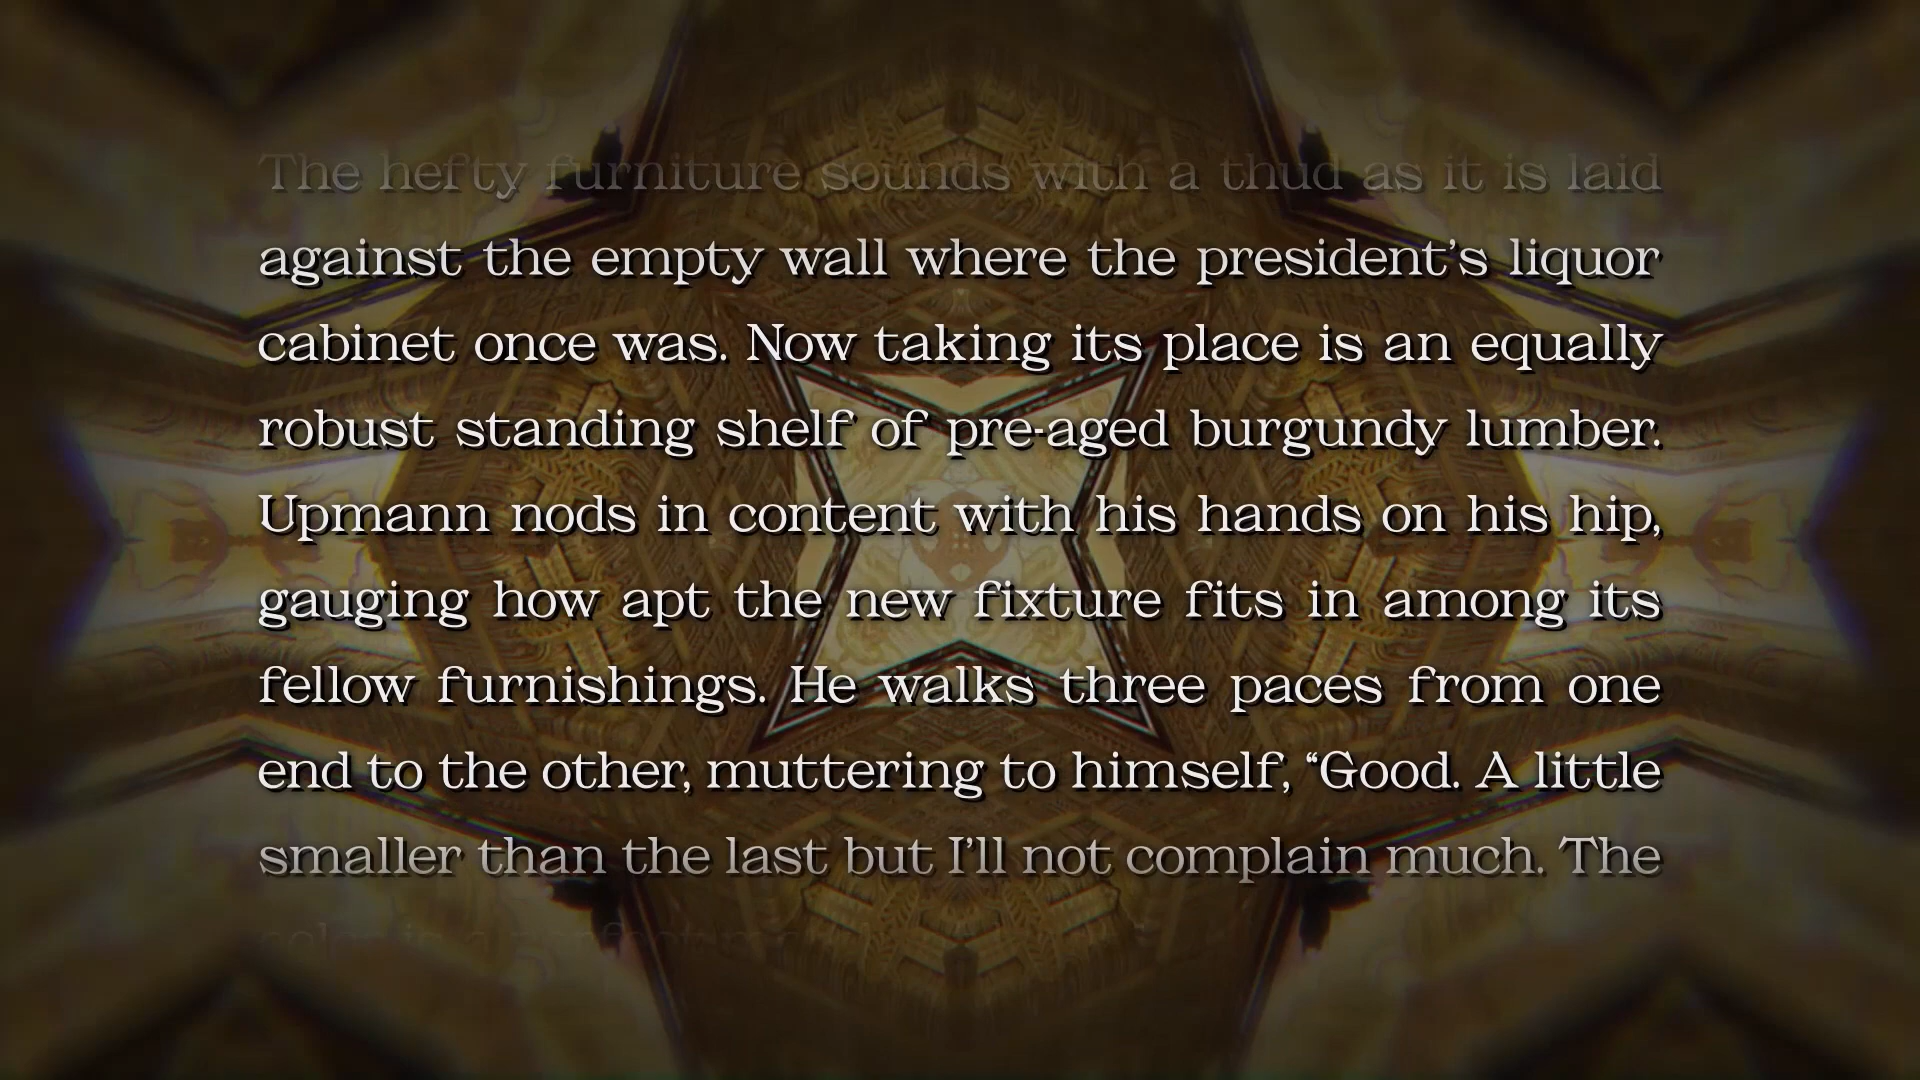 The hefty furniture sounds with a thud as it is laid
against the empty wall where the president’s liquor
cabinet once was. Now taking its place is an equally
robust standing shelf of pre-aged burgundy lumber.
Upmann nods in content with his hands on his hip,
gauging how apt the new fixture fits in among its
fellow furnishings. He walks three paces from one
end to the other, muttering to himself, “Good. A little
smaller than the last but I’ll not complain much. The